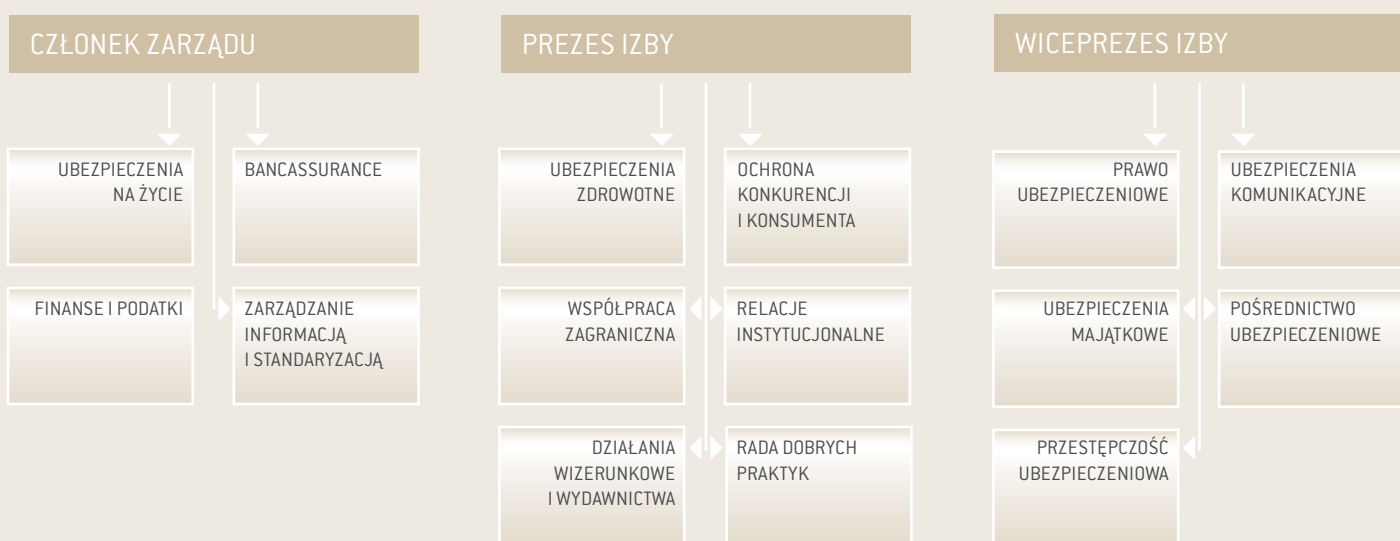 CZŁONEK ZARZĄDU
UBEZPIECZENIA
NA ŻYCIE
BANCASSURANCE
FINANSE I PODATKI
ZARZĄDZANIE
INFORMACJĄ
I STANDARYZACJĄ
PREZES IZBY
UBEZPIECZENIA
ZDROWOTNE
OCHRONA
KONKURENCJI
I KONSUMENTA
WSPÓŁPRACA
ZAGRANICZNA
RELACJE
INSTYTUCJONALNE
DZIAŁANIA
WIZERUNKOWE
I WYDAWNICTWA
RADA DOBRYCH
PRAKTYK
WICEPREZES IZBY
PRAWO
UBEZPIECZENIOWE
UBEZPIECZENIA
KOMUNIKACYJNE
UBEZPIECZENIA
MAJĄTKOWE
POŚREDNICTWO
UBEZPIECZENIOWE
PRZESTĘPCZOŚĆ
UBEZPIECZENIOWA